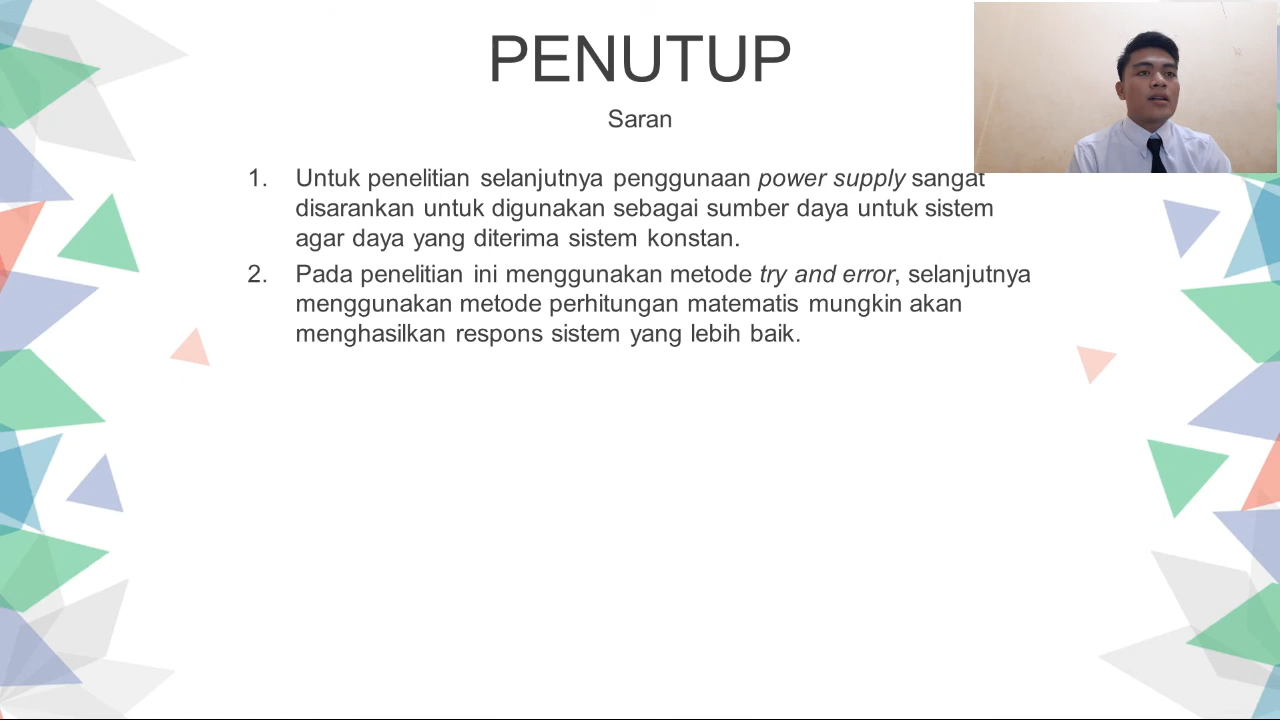 PENUTUP
Saran
1. Untuk penelitian selanjutnya penggunaan power supply sangat
disarankan untuk digunakan sebagai sumber daya untuk sistem
agar daya yang diterima sistem konstan.
2. Pada penelitian ini menggunakan metode try and error, selanjutnya
menggunakan metode perhitungan matematis mungkin akan
menghasilkan respons sistem yang lebih baik.